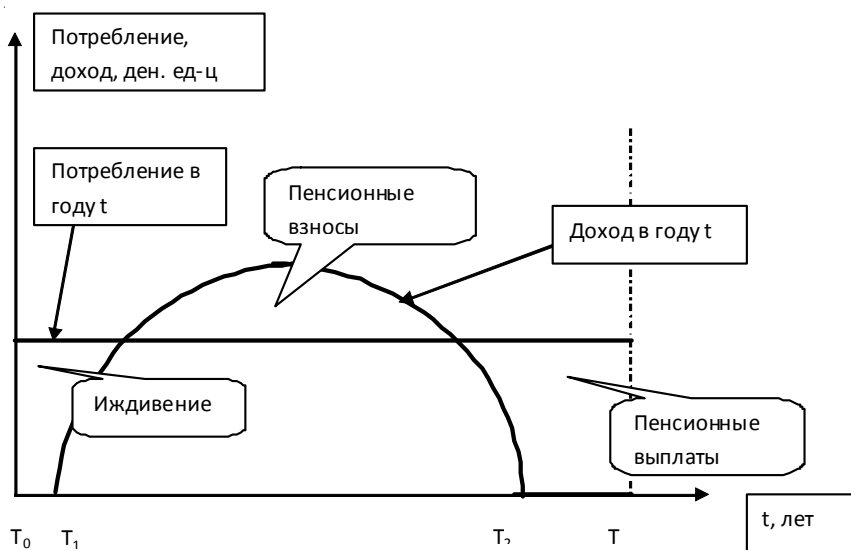 Потребление,
доход, ден. ед-ц
Потребление в
году t
Пенсионные
взносы
Доход в году t
Иждивение
Пенсионные
выплаты
t, лет
T₀ T₁ T₂ T